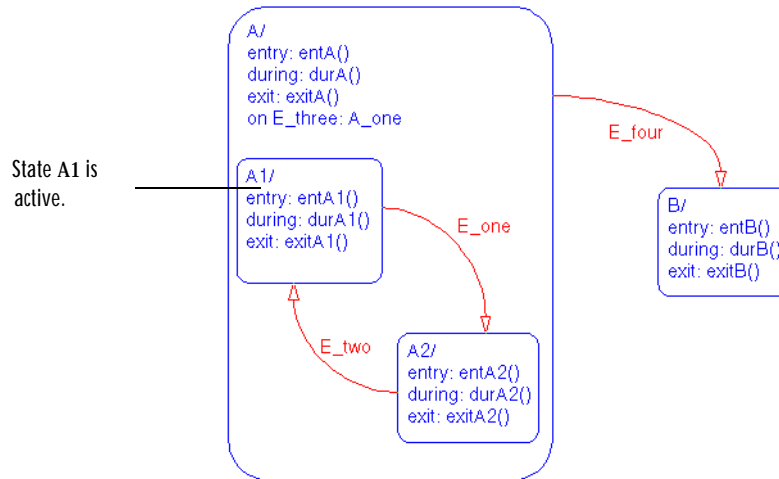 A/
entry: entA()
during: durA()
exit: exitA()
on E_three: A_one
E_four
State A1 is
active.
A1/
entry: entA1()
during: durA1()
exit: exitA1()
E_one
B/
entry: entB()
during: durB()
exit: exitB()
E_two
A2/
entry: entA2()
during: durA2()
exit: exitA2()